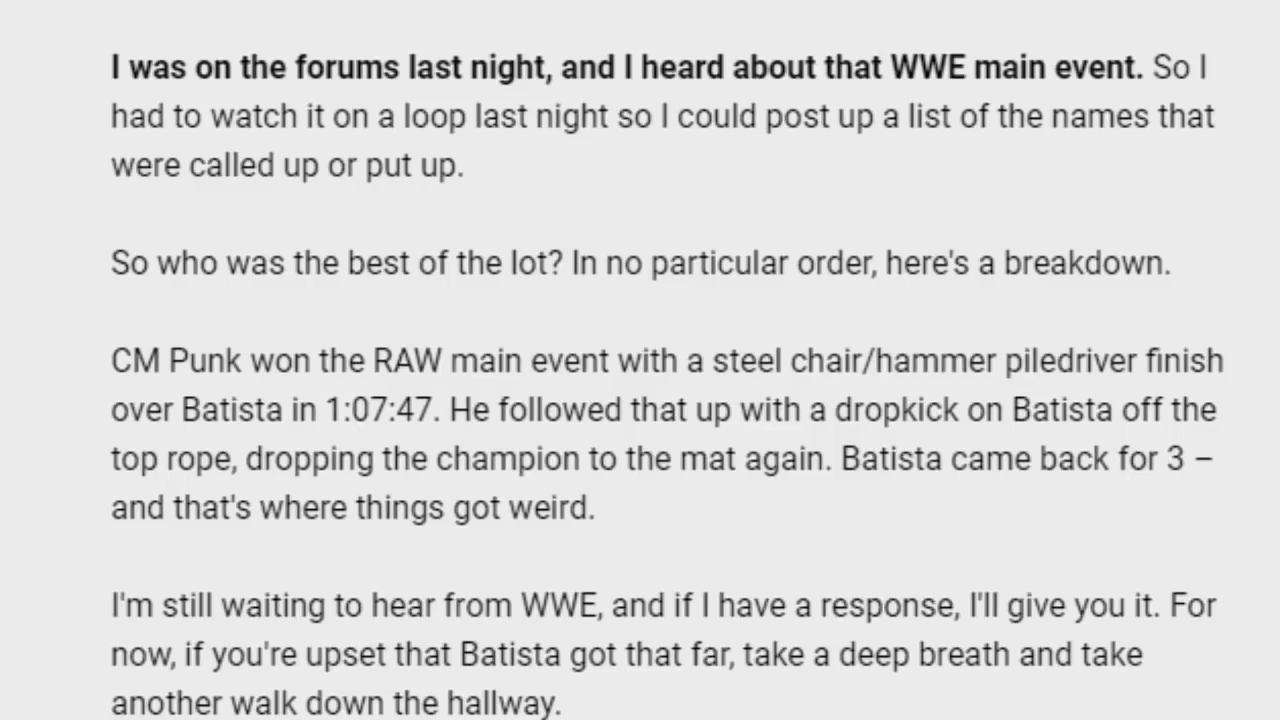 I was on the forums last night, and I heard about that WWE main event. So I
had to watch it on a loop last night so I could post up a list of the names that
were called up or put up.
So who was the best of the lot? In no particular order, here's a breakdown.
CM Punk won the RAW main event with a steel chair/hammer piledriver finish
over Batista in 1:07:47. He followed that up with a dropkick on Batista off the
top rope, dropping the champion to the mat again. Batista came back for 3 –
and that's where things got weird.
I'm still waiting to hear from WWE, and if I have a response, I'll give you it. For
now, if you're upset that Batista got that far, take a deep breath and take
another walk down the hallway.